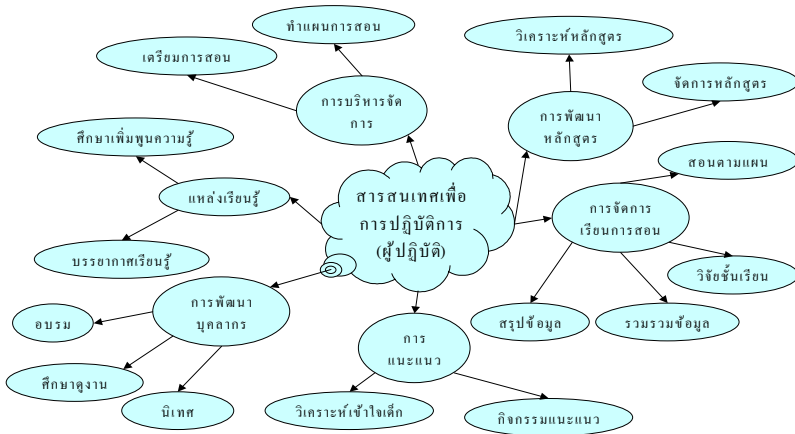 ทำแผนการสอน
วิเคราะห์หลักสูตร
เตรียมการสอน
การบริหารจัด
การ
จัดการหลักสูตร
การพัฒนา
หลักสูตร
ศึกษาเพิ่มพูนความรู้
สอนตามแผน
แหล่งเรียนรู้
สารสนเทศเพื่อ
การปฏิบัติการ
(ผู้ปฏิบัติ)
การจัดการ
เรียนการสอน
บรรยากาศเรียนรู้
วิจัยชั้นเรียน
การพัฒนา
บุคลากร
อบรม
สรุปข้อมูล
รวมรวมข้อมูล
การ
แนะแนว
ศึกษาดูงาน
นิเทศ
วิเคราะห์เข้าใจเด็ก
กิจกรรมแนะแนว